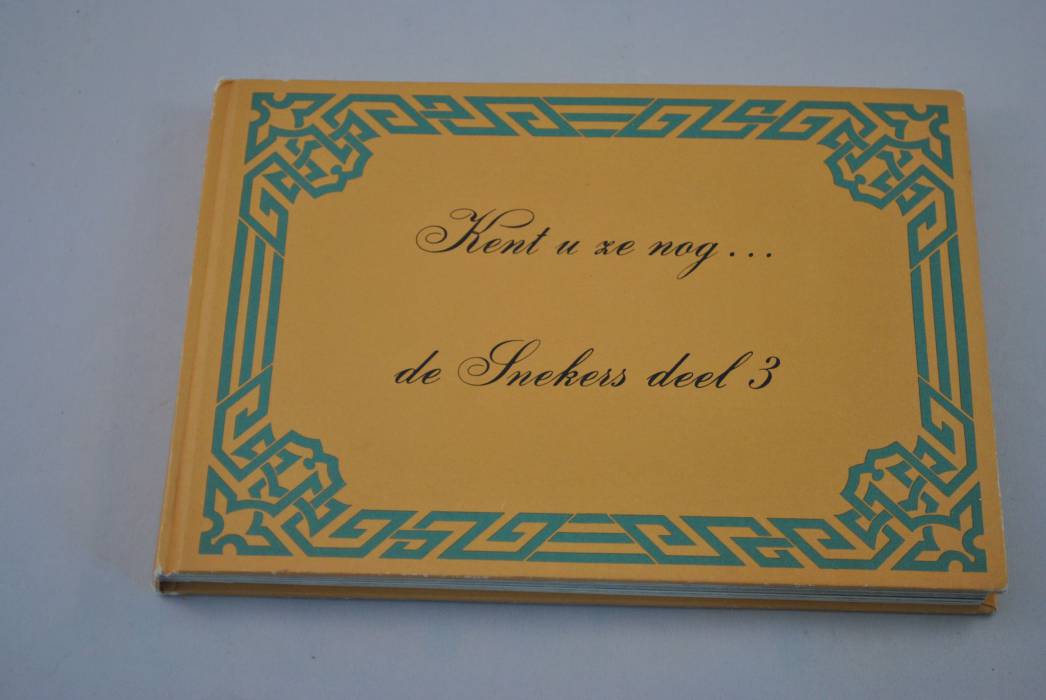 Kent u ze nog...
de Snekers deel 3